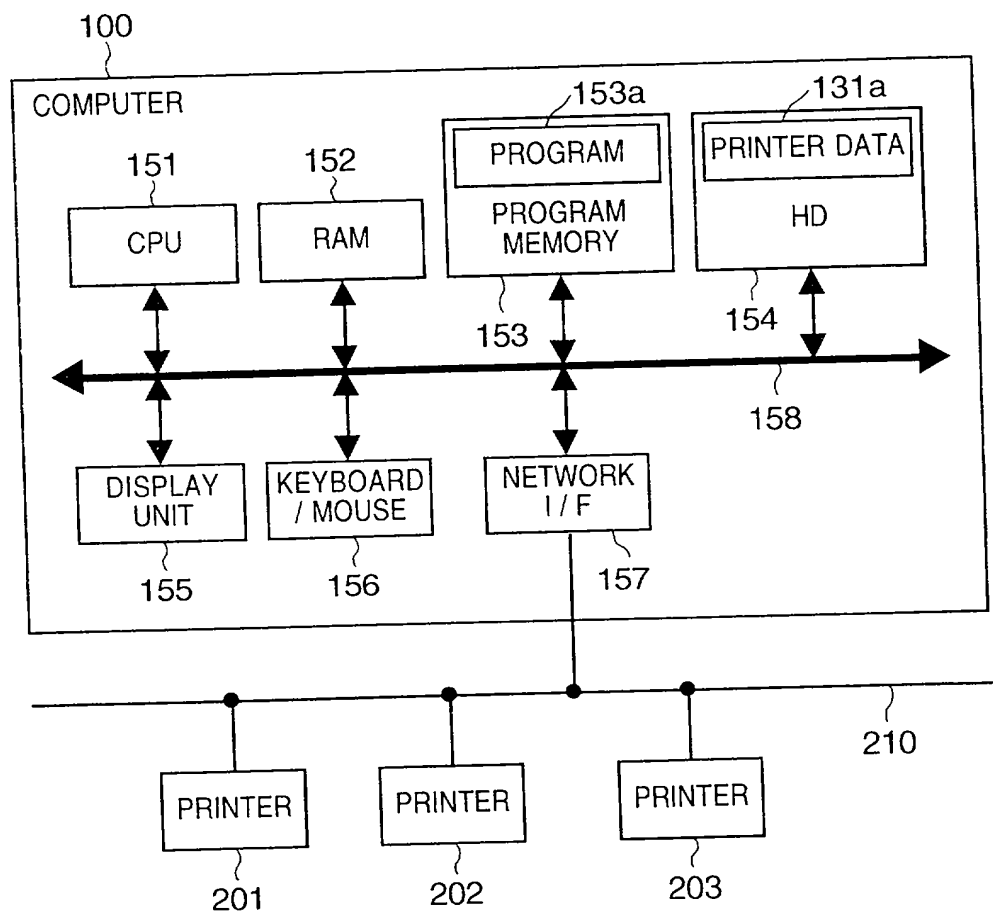 100
COMPUTER
153a
131a
PROGRAM
PRINTER DATA
151
152
CPU
RAM
PROGRAM
MEMORY
HD
153
154
158
DISPLAY
UNIT
KEYBOARD
/ MOUSE
NETWORK
I / F
155
156
157
210
PRINTER
PRINTER
PRINTER
201
202
203